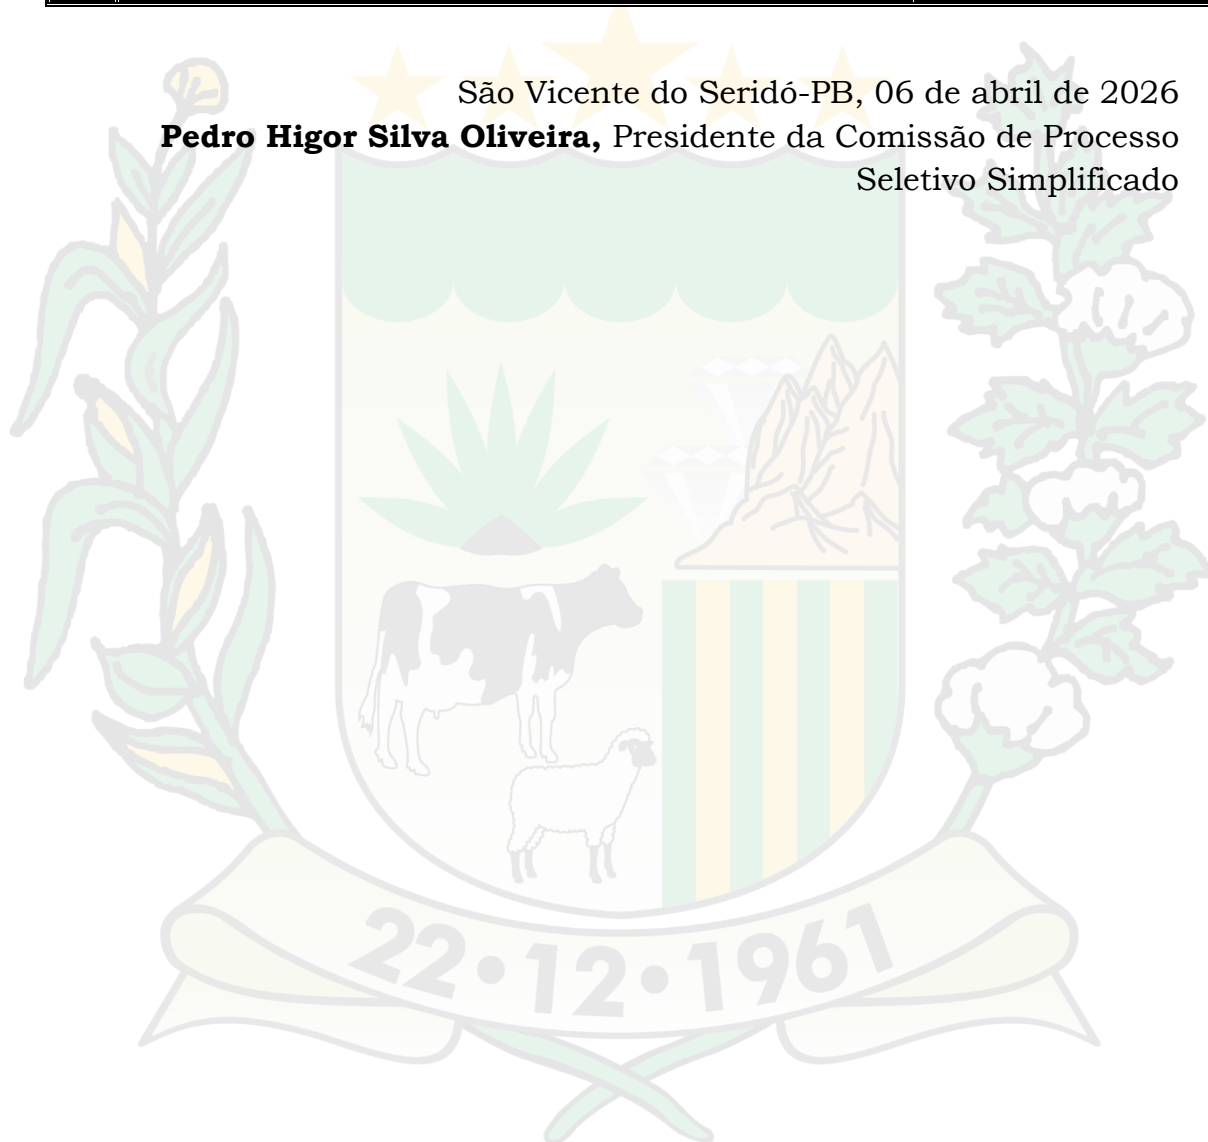 São Vicente do Seridó-PB, 06 de abril de 2026
Pedro Higor Silva Oliveira, Presidente da Comissão de Processo
Seletivo Simplificado
22•12•1961